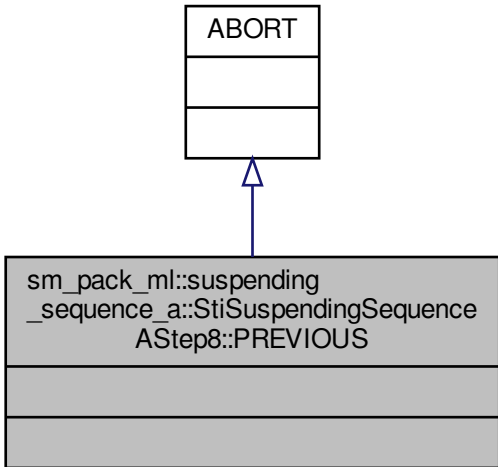 ABORT
sm_pack_ml::suspending
_sequence_a::StiSuspendingSequence
AStep8::PREVIOUS